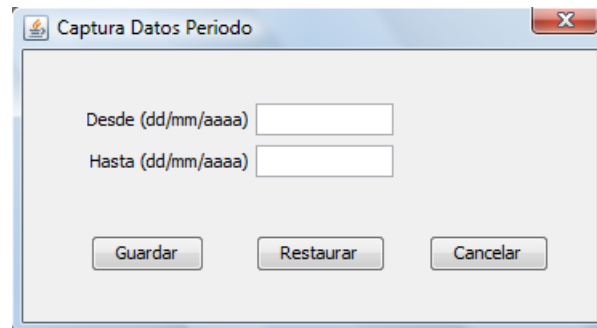 Captura Datos Periodo
Desde (dd/mm/aaaa)
Hasta (dd/mm/aaaa)
Guardar Restaurar Cancelar